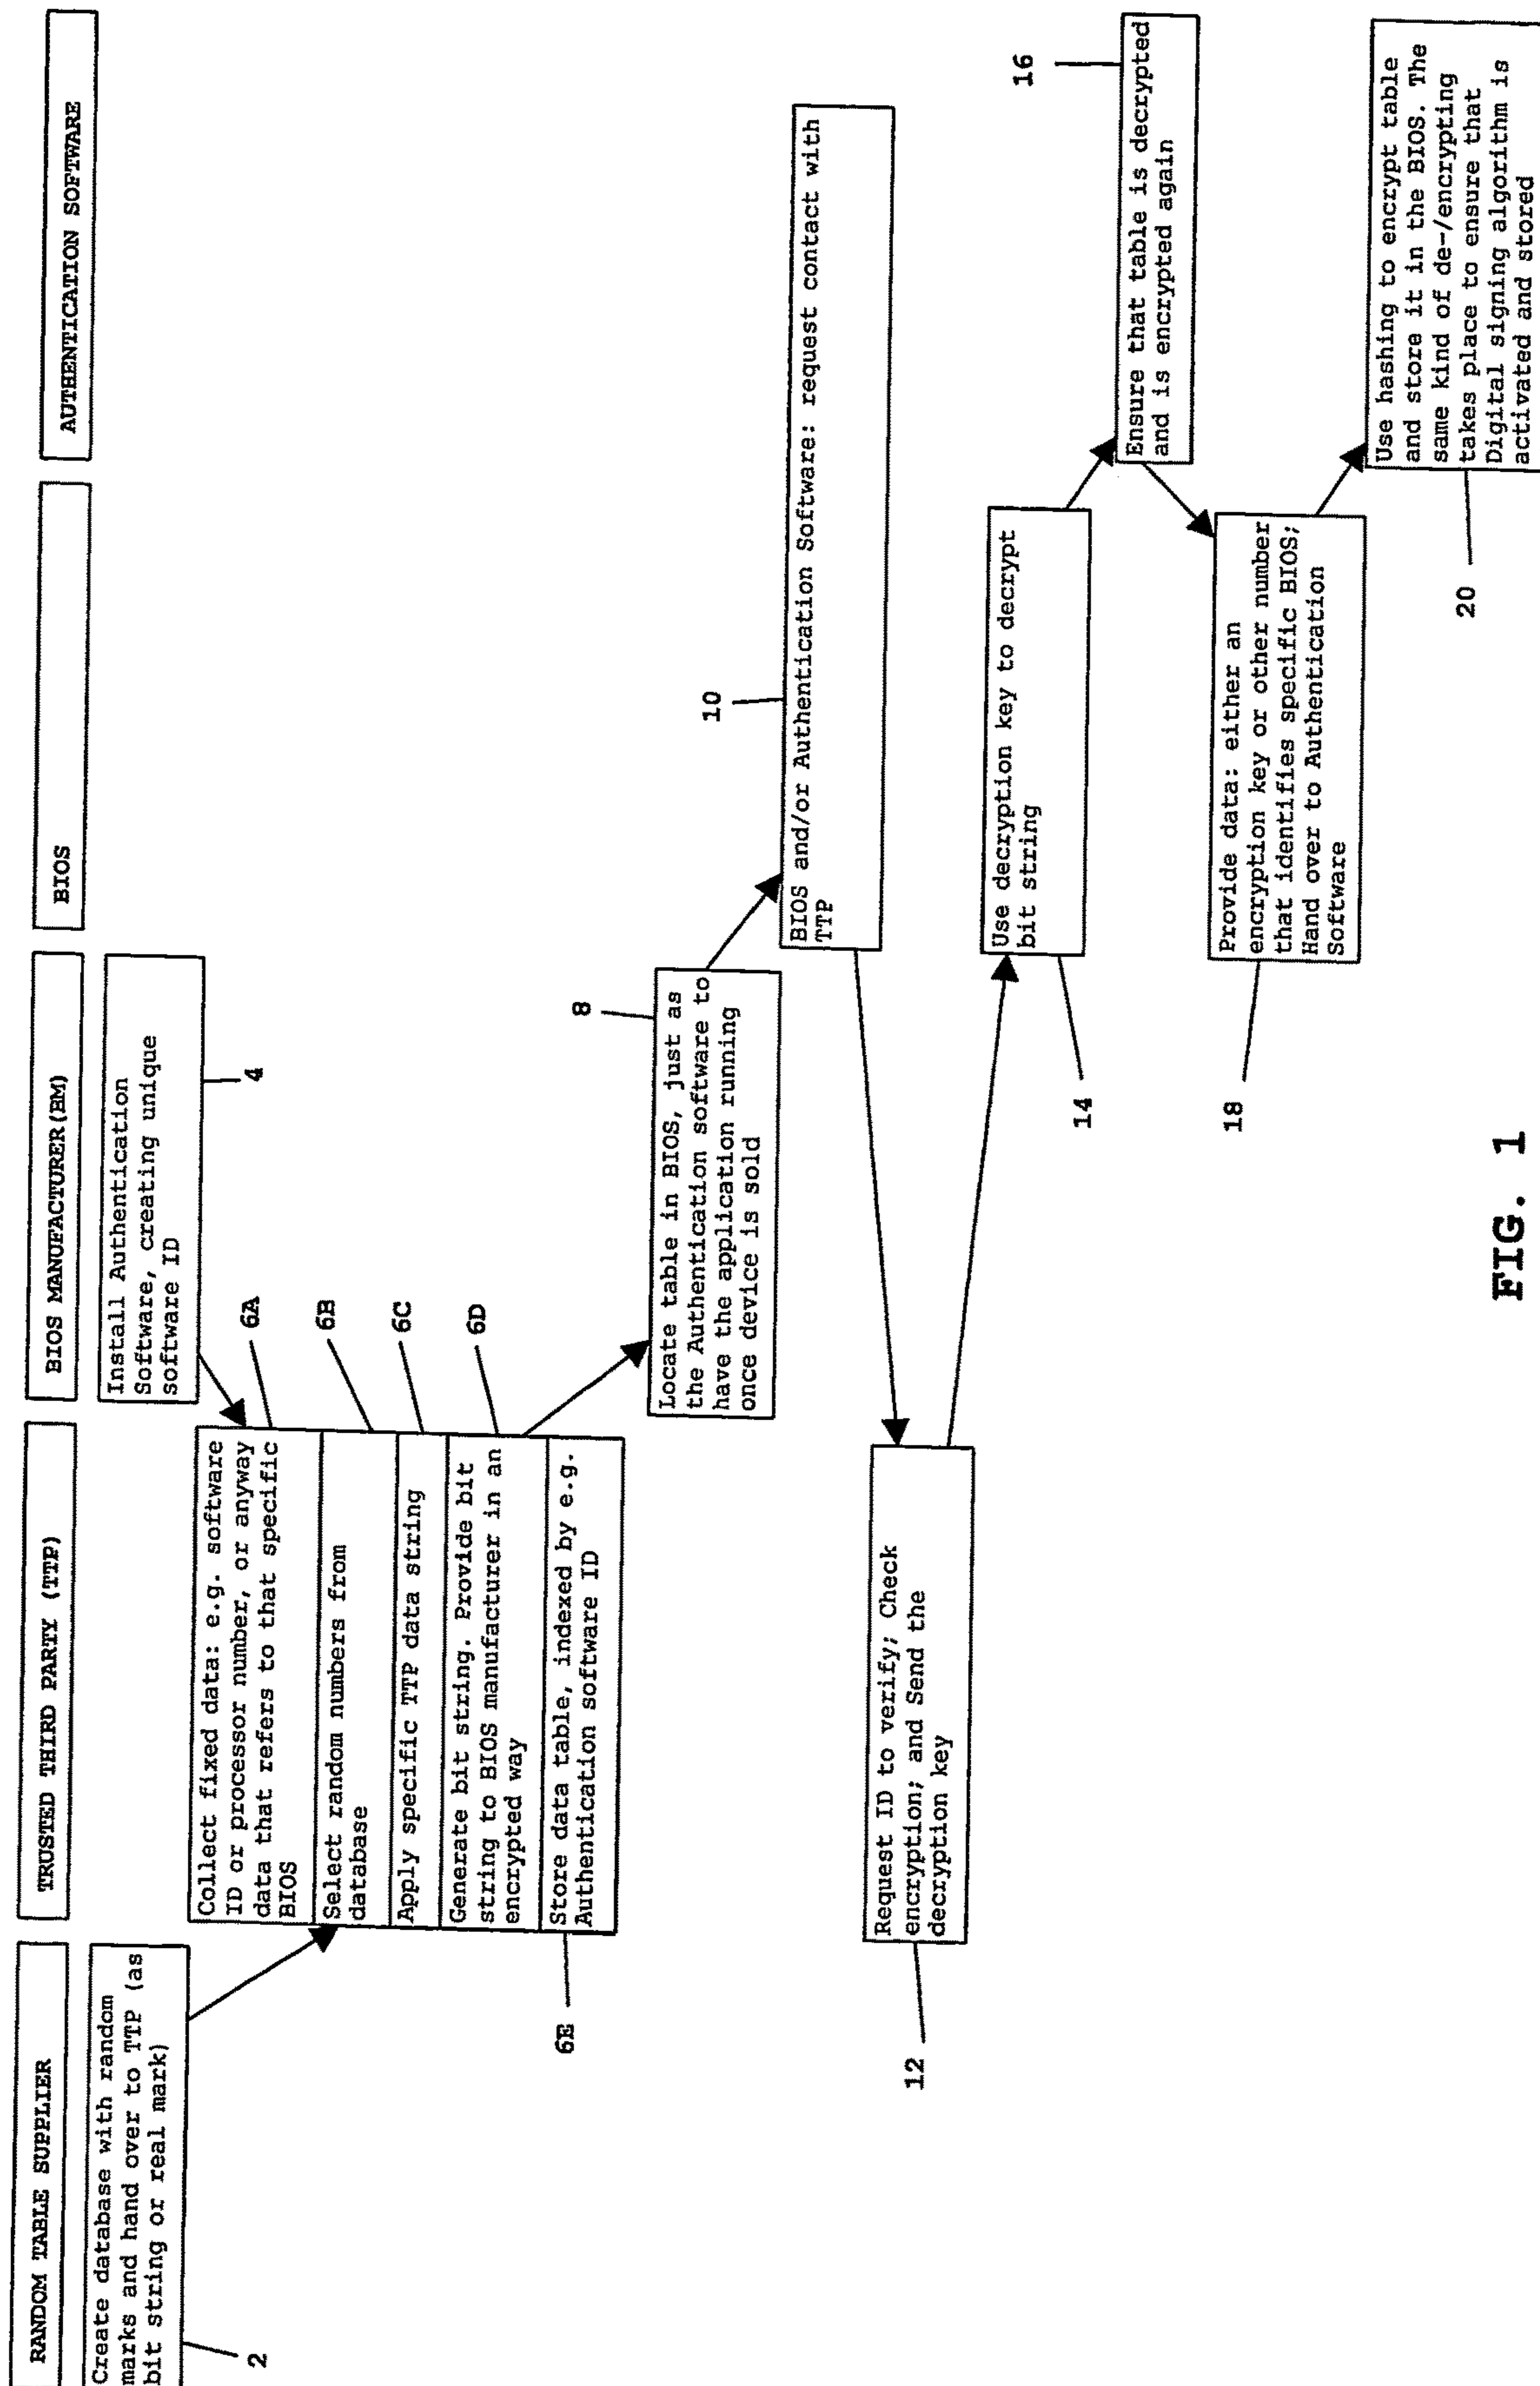 RANDOM TABLE SUPPLIER
TRUSTED THIRD PARTY (TTP)
BIOS MANUFACTURER(BM)
BIOS
AUTHENTICATION SOFTWARE
Create database with random
marks and hand over to TTP (as
bit string or real mark)
2
Install Authentication
Software, creating unique
software ID
4
Collect fixed data: e.g. software
ID or processor number, or anyway
data that refers to that specific
BIOS
6A
Select random numbers from
database
6B
Apply specific TTP data string
6C
Generate bit string. Provide bit
string to BIOS manufacturer in an
encrypted way
6D
Store data table, indexed by e.g.
Authentication software ID
6E
Locate table in BIOS, just as
the Authentication software to
have the application running
once device is sold
8
BIOS and/or Authentication Software: request contact with
TTP
10
Request ID to verify; Check
encryption; and Send the
decryption key
12
Use decryption key to decrypt
bit string
14
Ensure that table is decrypted
and is encrypted again
16
Provide data: either an
encryption key or other number
that identifies specific BIOS;
Hand over to Authentication
Software
18
Use hashing to encrypt table
and store it in the BIOS. The
same kind of de-/encrypting
takes place to ensure that
Digital signing algorithm is
activated and stored
20
FIG. 1